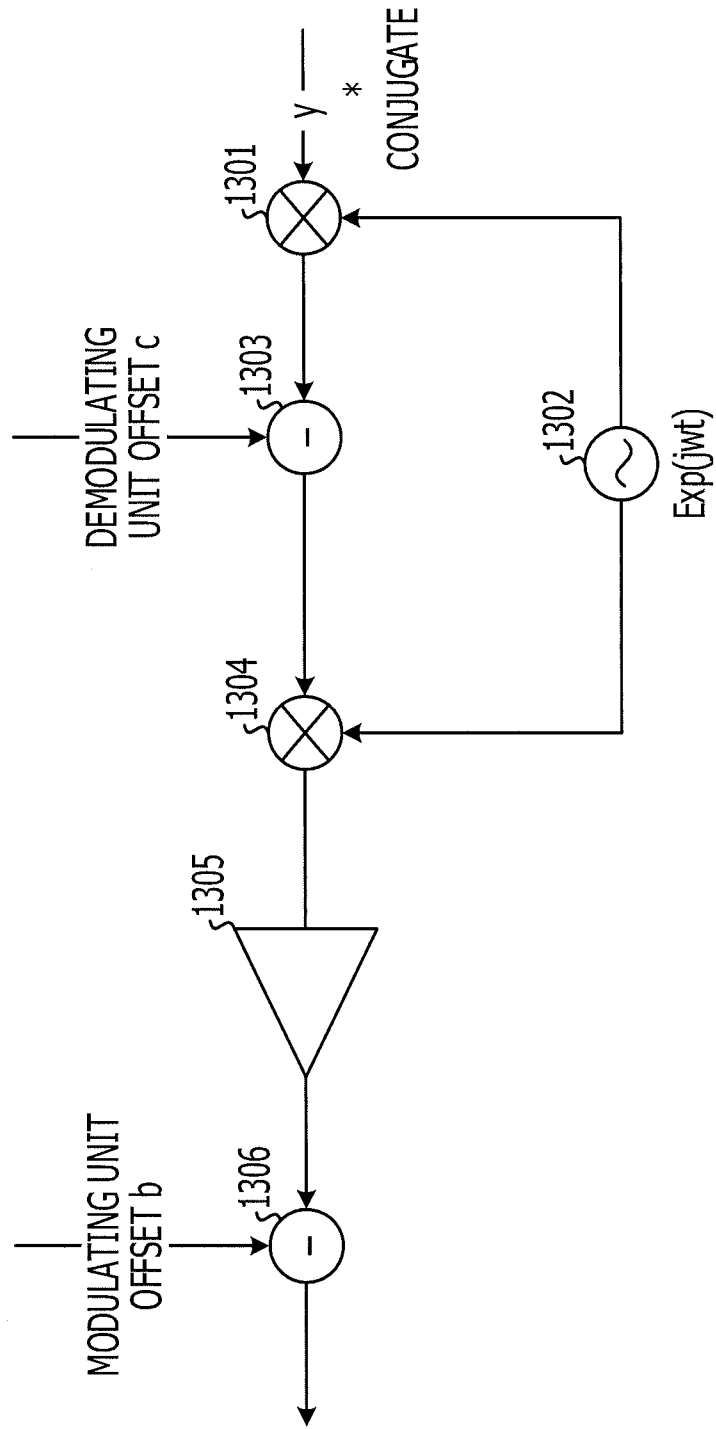 MODULATING UNIT
OFFSET b
1306
1305
1304
DEMODULATING
UNIT OFFSET c
1303
1301
y
*
CONJUGATE
1302
Exp(jwt)
-
-